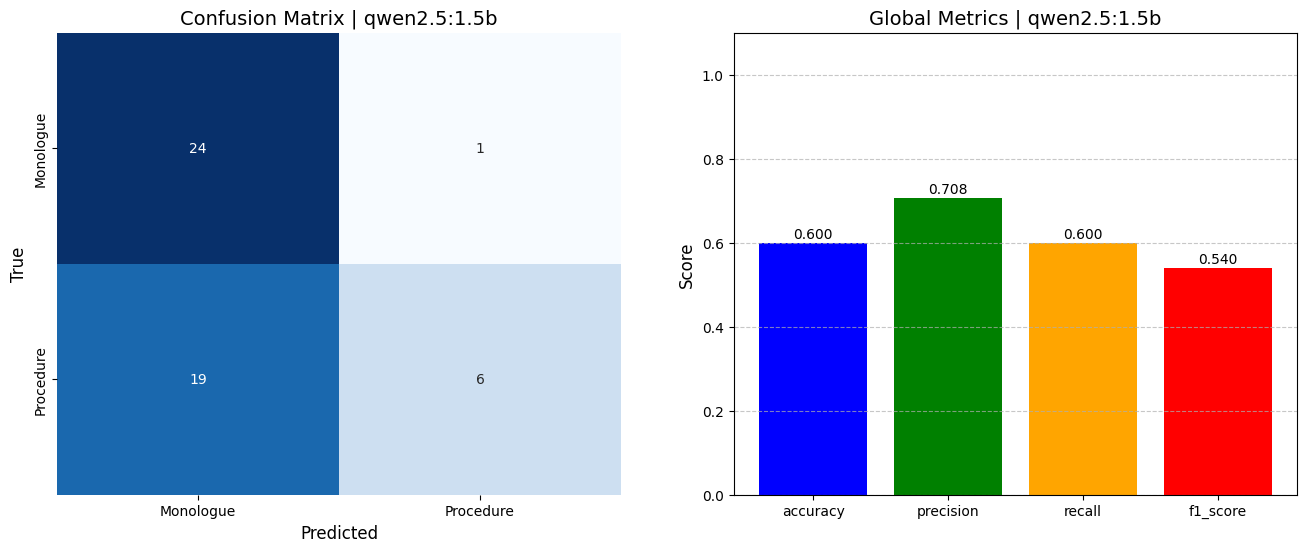 Confusion Matrix | qwen2.5:1.5b
True
Monologue
24
1
Procedure
19
6
Monologue
Procedure
Predicted
Global Metrics | qwen2.5:1.5b
Score
1.0
0.8
0.6
0.4
0.2
0.0
0.600
0.708
0.600
0.540
accuracy
precision
recall
f1_score